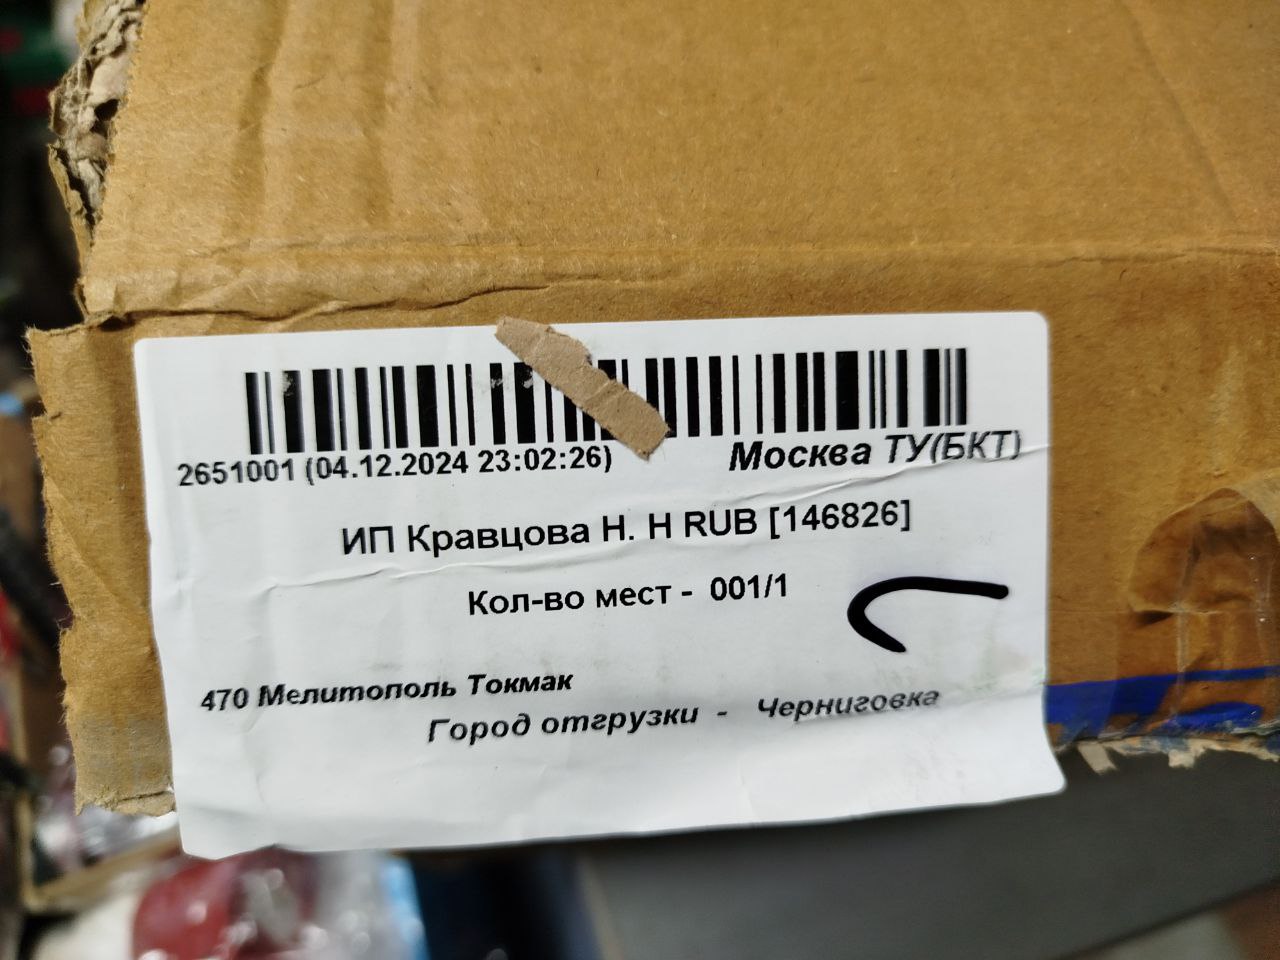 2651001 (04.12.2024 23:02:26) Москва ТУ(БКТ)
ИП Кравцова Н. Н RUB [146826]
Кол-во мест - 001/1
470 Мелитополь Токмак
Город отгрузки - Черниговка